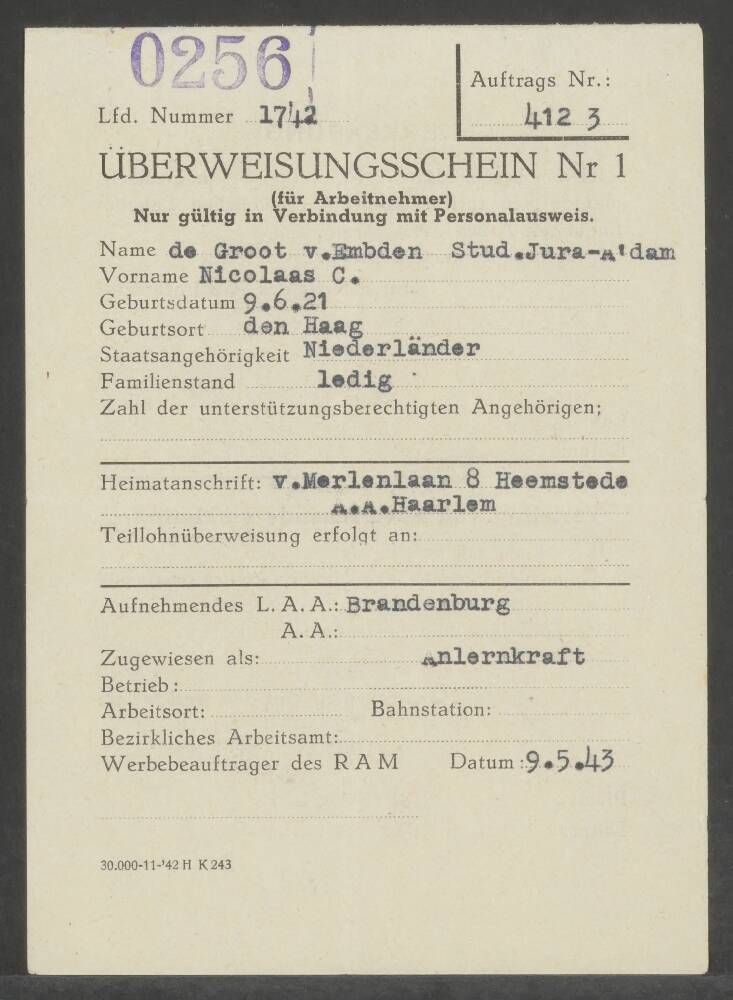 0256
Auftrags Nr.:
Lfd. Nummer 1742
412 3
ÜBERWEISUNGSSCHEIN Nr 1
(für Arbeitnehmer)
Nur gültig in Verbindung mit Personalausweis.
Name de Groot v.Embden Stud.Jura-A'dam
Vorname Nicolaas C.
Geburtsdatum 9.6.21
Geburtsort den Haag
Staatsangehörigkeit Niederländer
Familienstand ledig
Zahl der unterstützungsberechtigten Angehörigen;
Heimatanschrift: v.Merlenlaan 8 Heemstede
A.A.Haarlem
Teillohnüberweisung erfolgt an:
Aufnehmendes L. A. A.: Brandenburg
A. A.:
Zugewiesen als: Anlernkraft
Betrieb:
Arbeitsort: Bahnstation:
Bezirkliches Arbeitsamt:
Werbebeauftrager des R A M Datum: 9.5.43
30.000-11-'42 H K 243